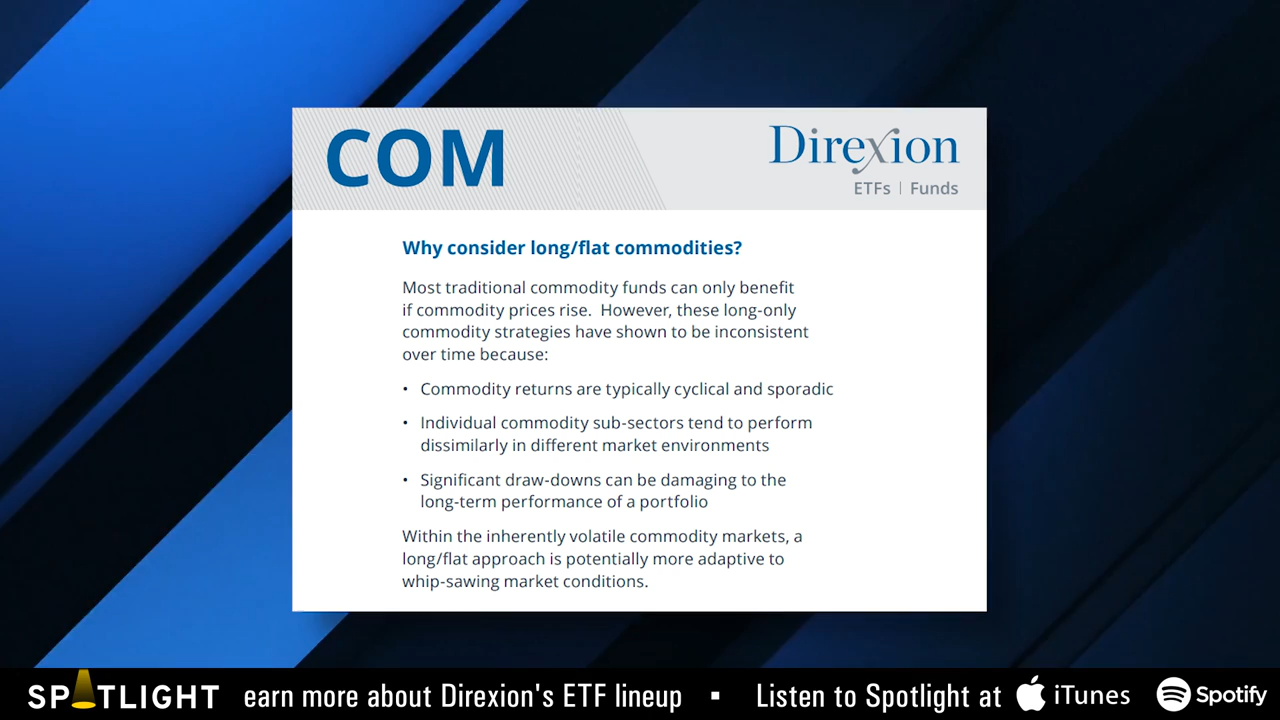 COM
Direxion
ETFs | Funds
Why consider long/flat commodities?
Most traditional commodity funds can only benefit
if commodity prices rise.  However, these long-only
commodity strategies have shown to be inconsistent
over time because:
• Commodity returns are typically cyclical and sporadic
• Individual commodity sub-sectors tend to perform
dissimilarly in different market environments
• Significant draw-downs can be damaging to the
long-term performance of a portfolio
Within the inherently volatile commodity markets, a
long/flat approach is potentially more adaptive to
whip-sawing market conditions.
SPOTLIGHT earn more about Direxion's ETF lineup ▪ Listen to Spotlight at iTunes Spotify